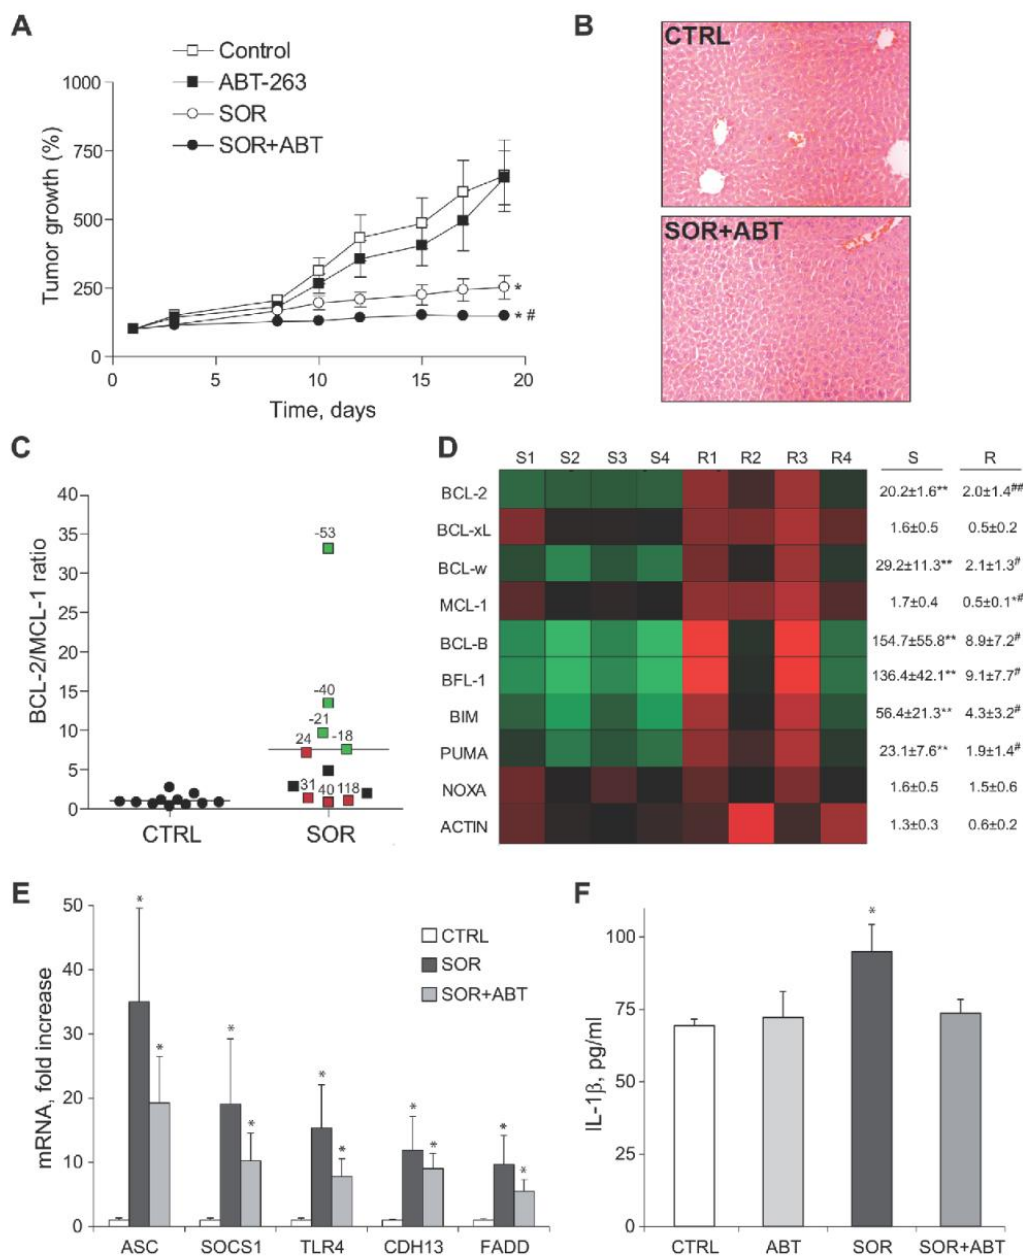 A
Control
ABT-263
SOR
SOR+ABT
Tumor growth (%)
1000
750
500
250
0
* 
* #
0 5 10 15 20
Time, days
B
CTRL
SOR+ABT
C
BCL-2/MCL-1 ratio
40
35
30
25
20
15
10
5
0
-53
-40
-21
24 -18
31 40 118
CTRL SOR
D
S1 S2 S3 S4 R1 R2 R3 R4 S R
BCL-2 20.2±1.6** 2.0±1.4##
BCL-xL 1.6±0.5 0.5±0.2
BCL-w 29.2±11.3** 2.1±1.3#
MCL-1 1.7±0.4 0.5±0.1*#
BCL-B 154.7±55.8** 8.9±7.2#
BFL-1 136.4±42.1** 9.1±7.7#
BIM 56.4±21.3** 4.3±3.2#
PUMA 23.1±7.6** 1.9±1.4#
NOXA 1.6±0.5 1.5±0.6
ACTIN 1.3±0.3 0.6±0.2
E
mRNA, fold increase
50
40
30
20
10
0
CTRL
SOR
SOR+ABT
* * * * * * * * * *
ASC SOCS1 TLR4 CDH13 FADD
F
IL-1β, pg/ml
100
75
50
25
0
*
CTRL ABT SOR SOR+ABT